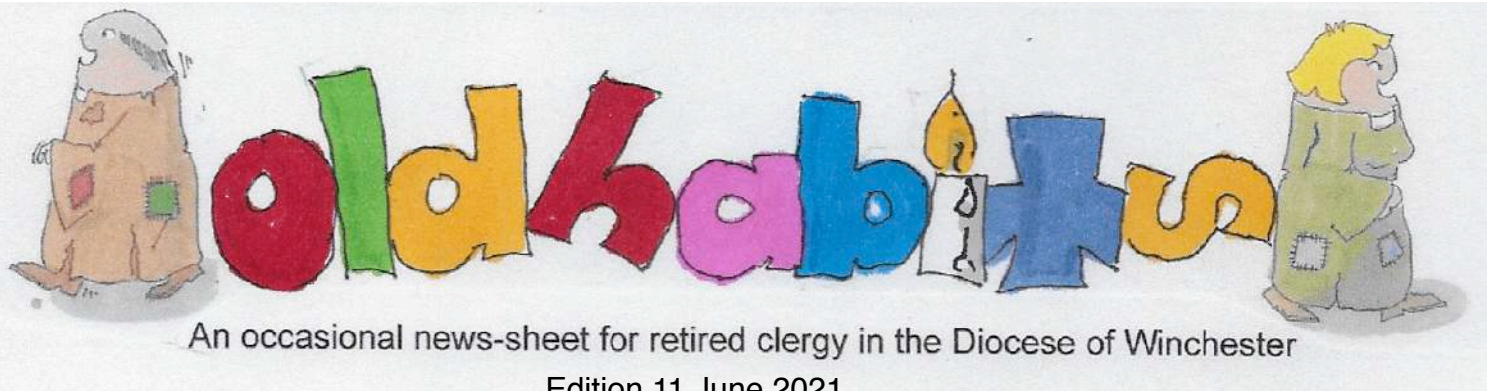 oldhabits
An occasional news-sheet for retired clergy in the Diocese of Winchester
Edition 11 June 2021